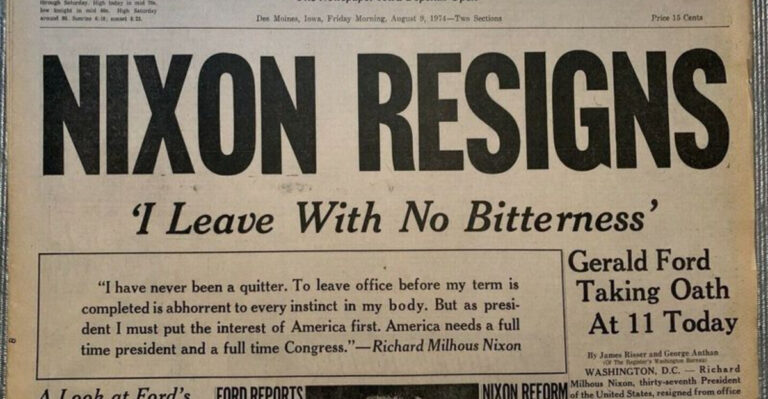 through Saturday. High today in mid 70s,
low tonight in mid 60s. High Saturday
around 80. Sunrise 6:10; sunset 8:21.
The Newspaper Iowa Depends Upon
Des Moines, Iowa, Friday Morning, August 9, 1974—Two Sections
Price 15 Cents
NIXON RESIGNS
'I Leave With No Bitterness'
"I have never been a quitter. To leave office before my term is
completed is abhorrent to every instinct in my body. But as presi-
dent I must put the interest of America first. America needs a full
time president and a full time Congress."—Richard Milhous Nixon
Gerald Ford
Taking Oath
At 11 Today
By James Risser and George Anthan
(Of The Register's Washington Bureau)
WASHINGTON, D.C. — Richard
Milhous Nixon, thirty-seventh President
of the United States, resigned from office
A Look at Ford's
FORD REPORTS
NIXON REFORM